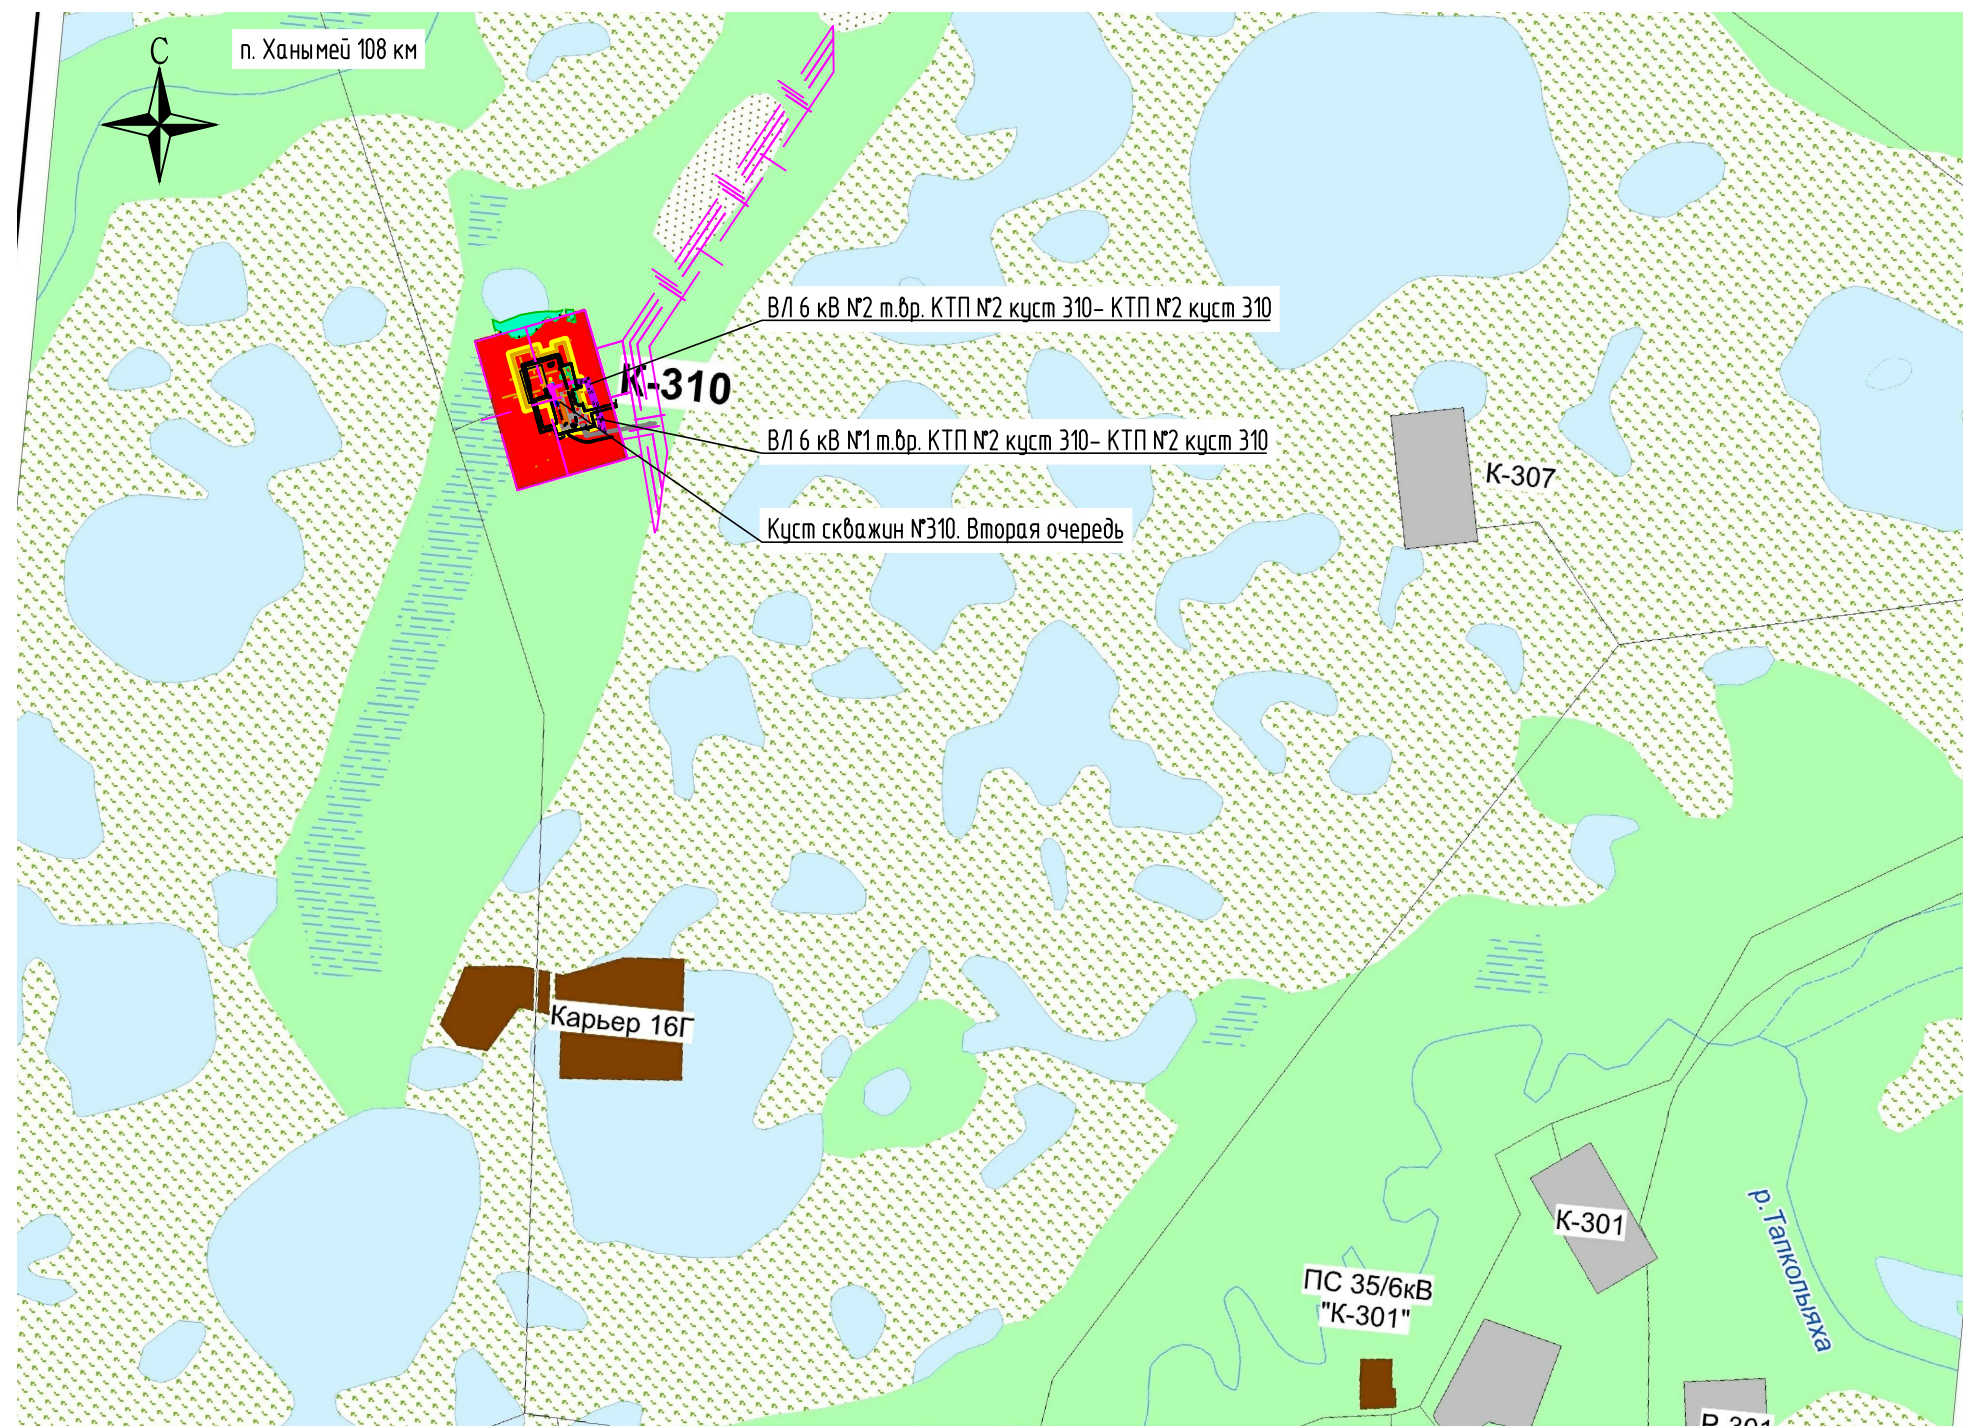 С
п. Ханымей 108 км
ВЛ 6 кВ №2 т.вр. КТП №2 куст 310- КТП №2 куст 310
К-310
ВЛ 6 кВ №1 т.вр. КТП №2 куст 310- КТП №2 куст 310
К-307
Куст скважин №310. Вторая очередь
Карьер 16Г
К-301
р.Тапколыяха
ПС 35/6кВ
"К-301"